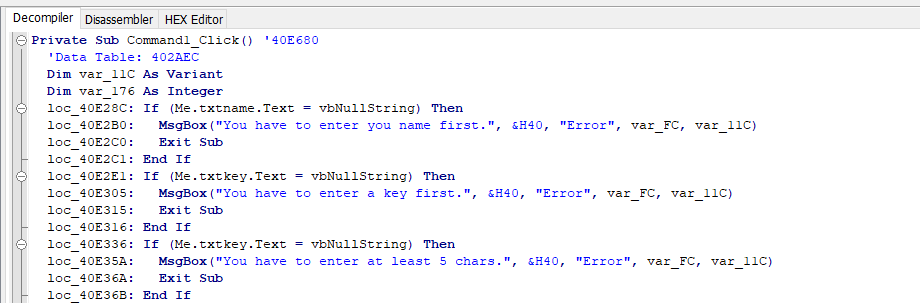 Decompiler Disassembler HEX Editor
Private Sub Command1_Click() '40E680
'Data Table: 402AEC
Dim var_11C As Variant
Dim var_176 As Integer
loc_40E28C: If (Me.txtname.Text = vbNullString) Then
loc_40E2B0: MsgBox("You have to enter you name first.", &H40, "Error", var_FC, var_11C)
loc_40E2C0: Exit Sub
loc_40E2C1: End If
loc_40E2E1: If (Me.txtkey.Text = vbNullString) Then
loc_40E305: MsgBox("You have to enter a key first.", &H40, "Error", var_FC, var_11C)
loc_40E315: Exit Sub
loc_40E316: End If
loc_40E336: If (Me.txtkey.Text = vbNullString) Then
loc_40E35A: MsgBox("You have to enter at least 5 chars.", &H40, "Error", var_FC, var_11C)
loc_40E36A: Exit Sub
loc_40E36B: End If